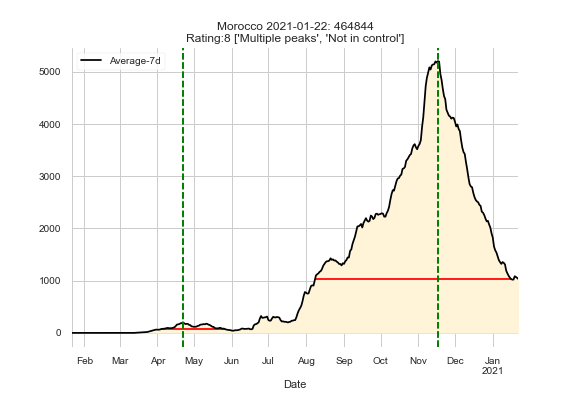 Morocco 2021-01-22: 464844
Rating:8 ['Multiple peaks', 'Not in control']
Average-7d
5000
4000
3000
2000
1000
0
Feb Mar Apr May Jun Jul Aug Sep Oct Nov Dec Jan
2021
Date